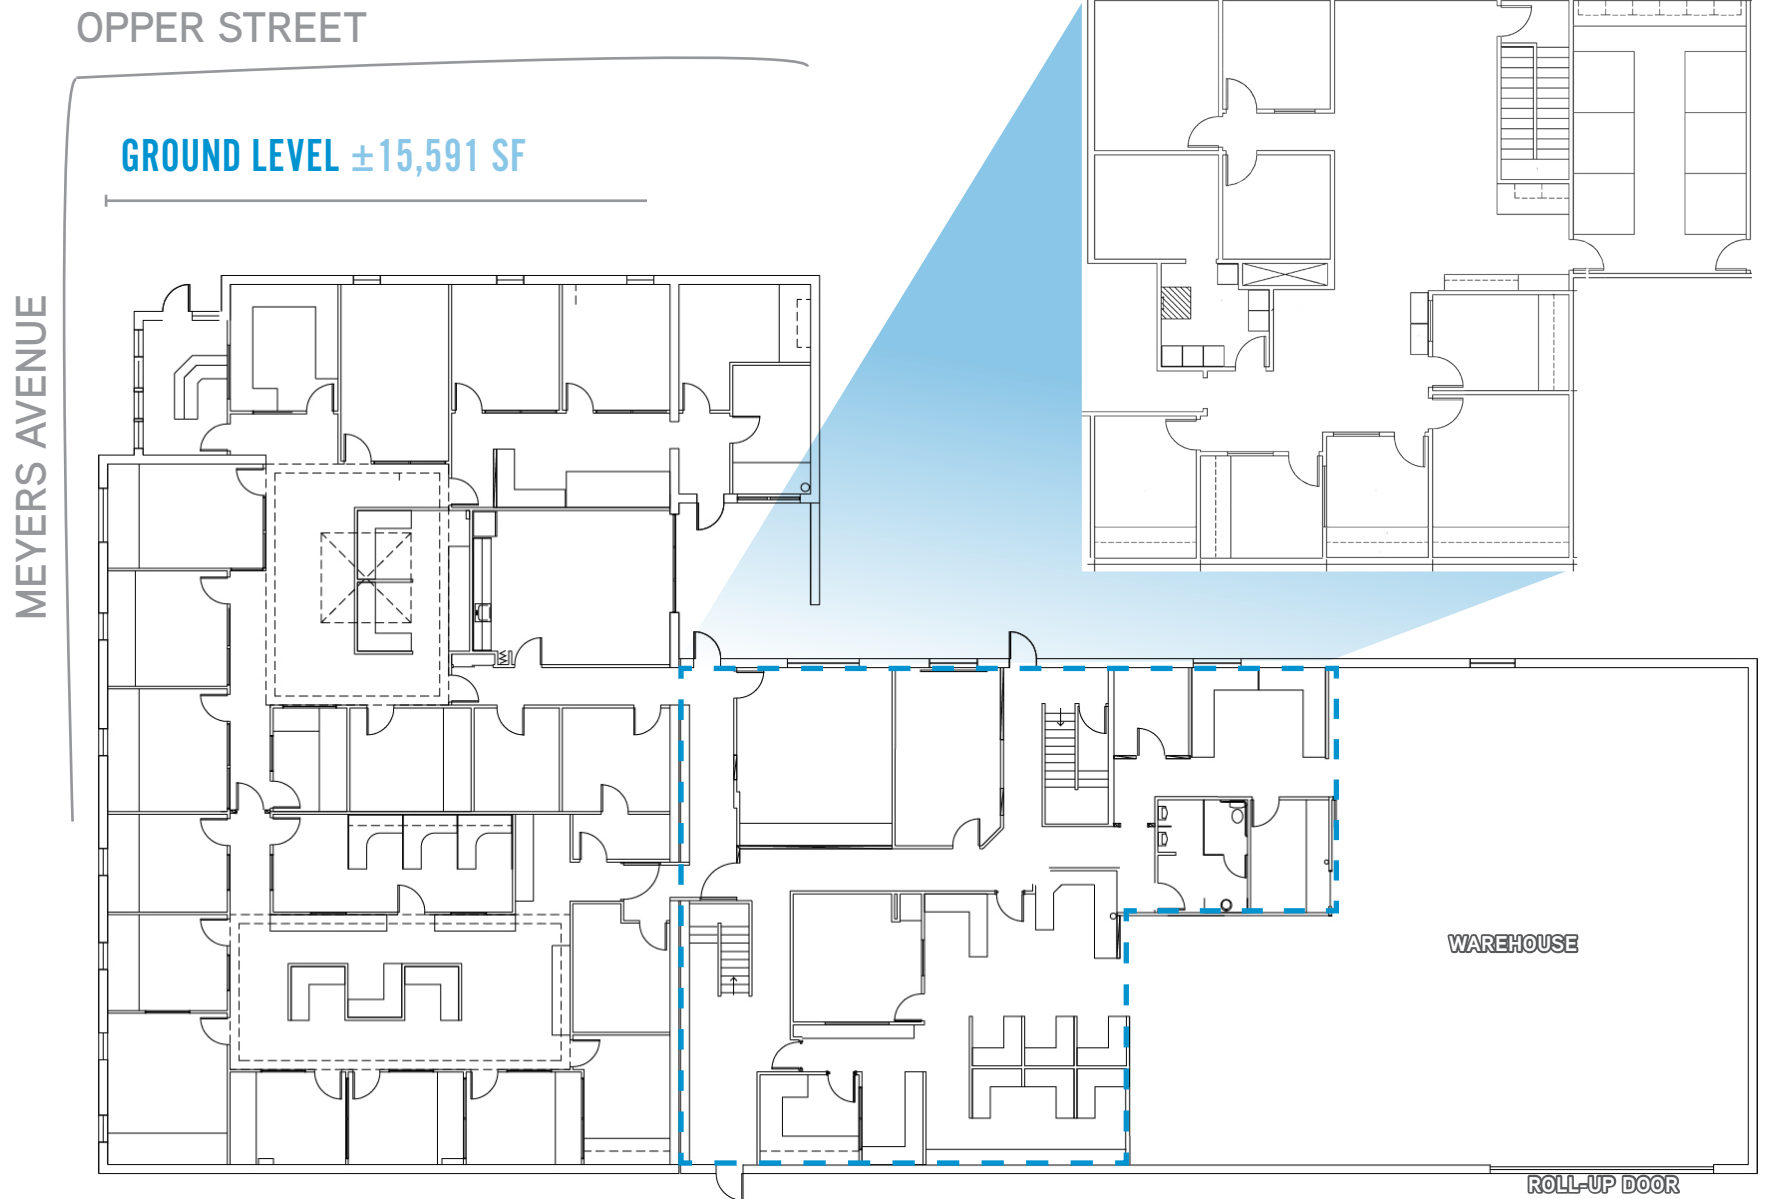 OPPER STREET
GROUND LEVEL ±15,591 SF
MEYERS AVENUE
WAREHOUSE
ROLL-UP DOOR